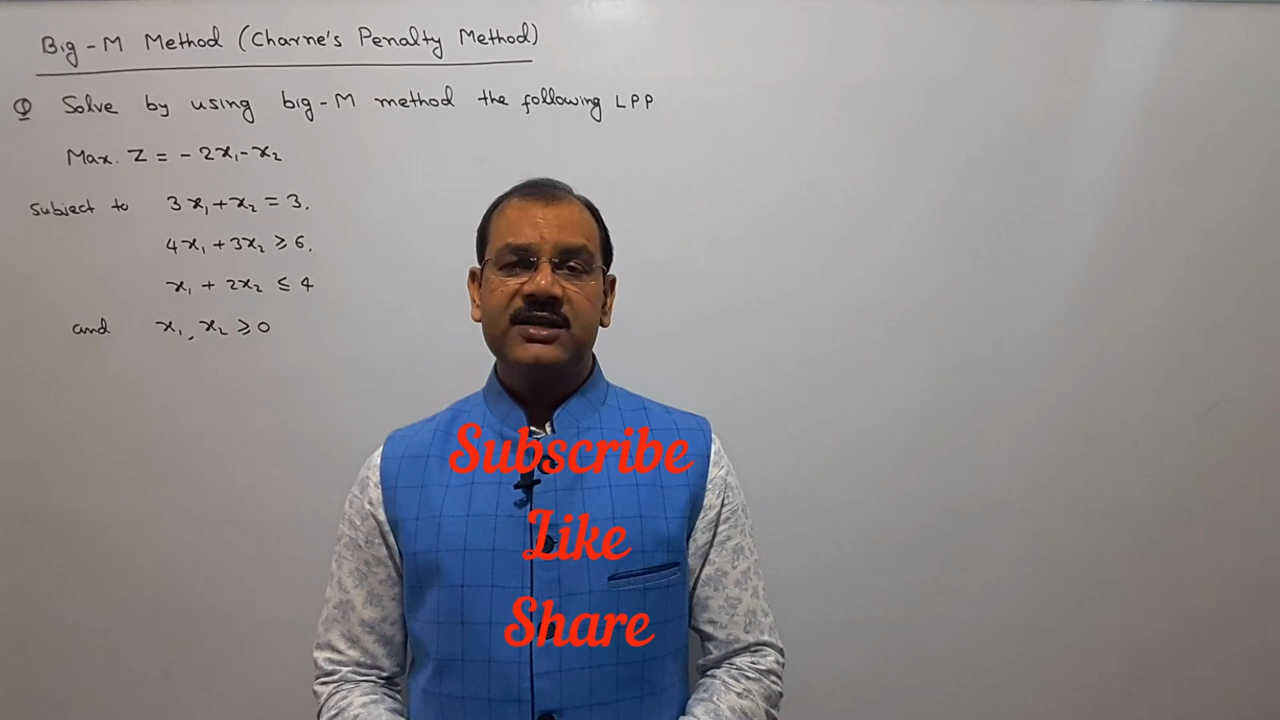 Big-M Method (Charne's Penalty Method)
Q Solve by using big-M method the following LPP
Max. Z = - 2x₁ - x₂
Subject to 3x₁ + x₂ = 3,
4x₁ + 3x₂ ≥ 6,
x₁ + 2x₂ ≤ 4
and x₁, x₂ ≥ 0
Subscribe
Like
Share